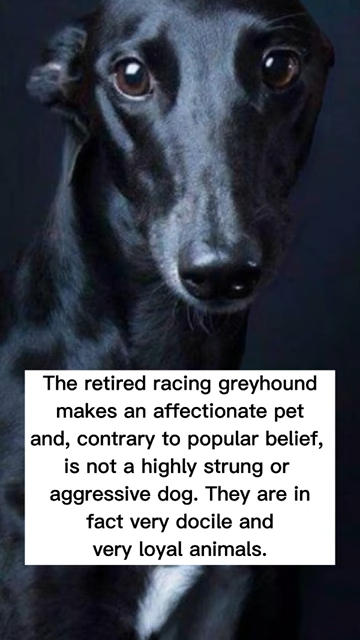 The retired racing greyhound
makes an affectionate pet
and, contrary to popular belief,
is not a highly strung or
aggressive dog. They are in
fact very docile and
very loyal animals.